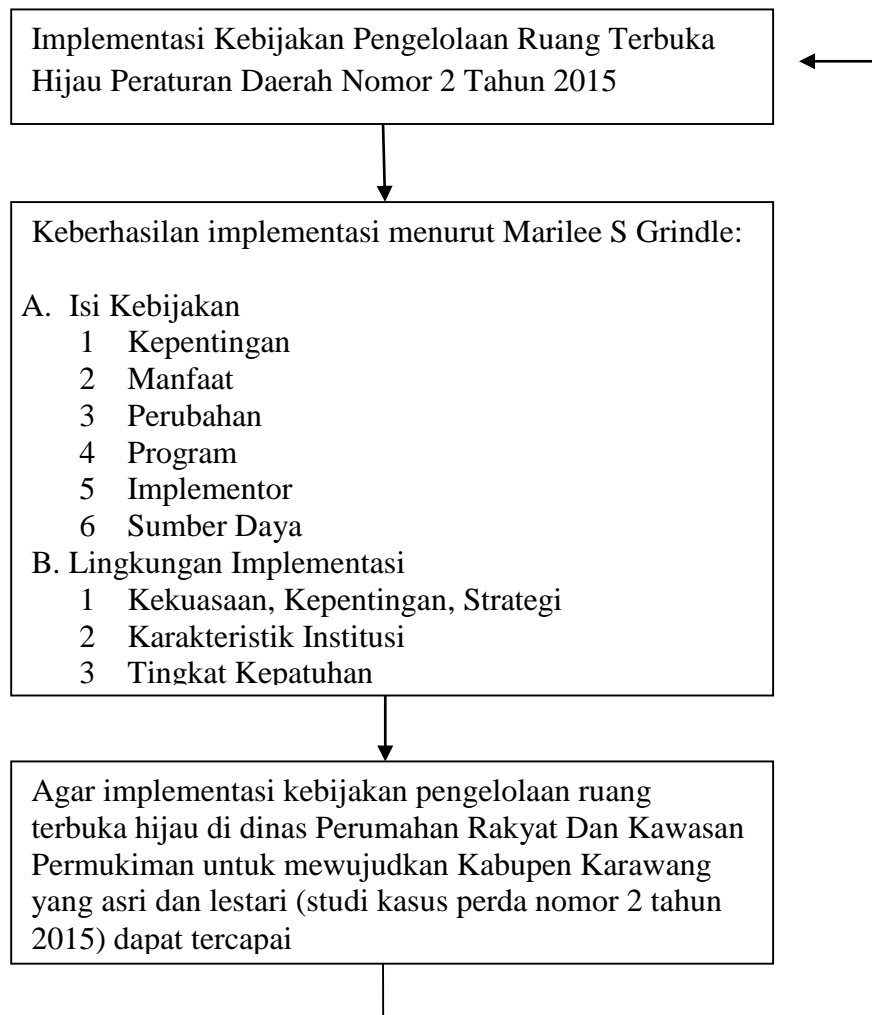 Implementasi Kebijakan Pengelolaan Ruang Terbuka
Hijau Peraturan Daerah Nomor 2 Tahun 2015
Keberhasilan implementasi menurut Marilee S Grindle:
A. Isi Kebijakan
1 Kepentingan
2 Manfaat
3 Perubahan
4 Program
5 Implementor
6 Sumber Daya
B. Lingkungan Implementasi
1 Kekuasaan, Kepentingan, Strategi
2 Karakteristik Institusi
3 Tingkat Kepatuhan
Agar implementasi kebijakan pengelolaan ruang
terbuka hijau di dinas Perumahan Rakyat Dan Kawasan
Permukiman untuk mewujudkan Kabupen Karawang
yang asri dan lestari (studi kasus perda nomor 2 tahun
2015) dapat tercapai